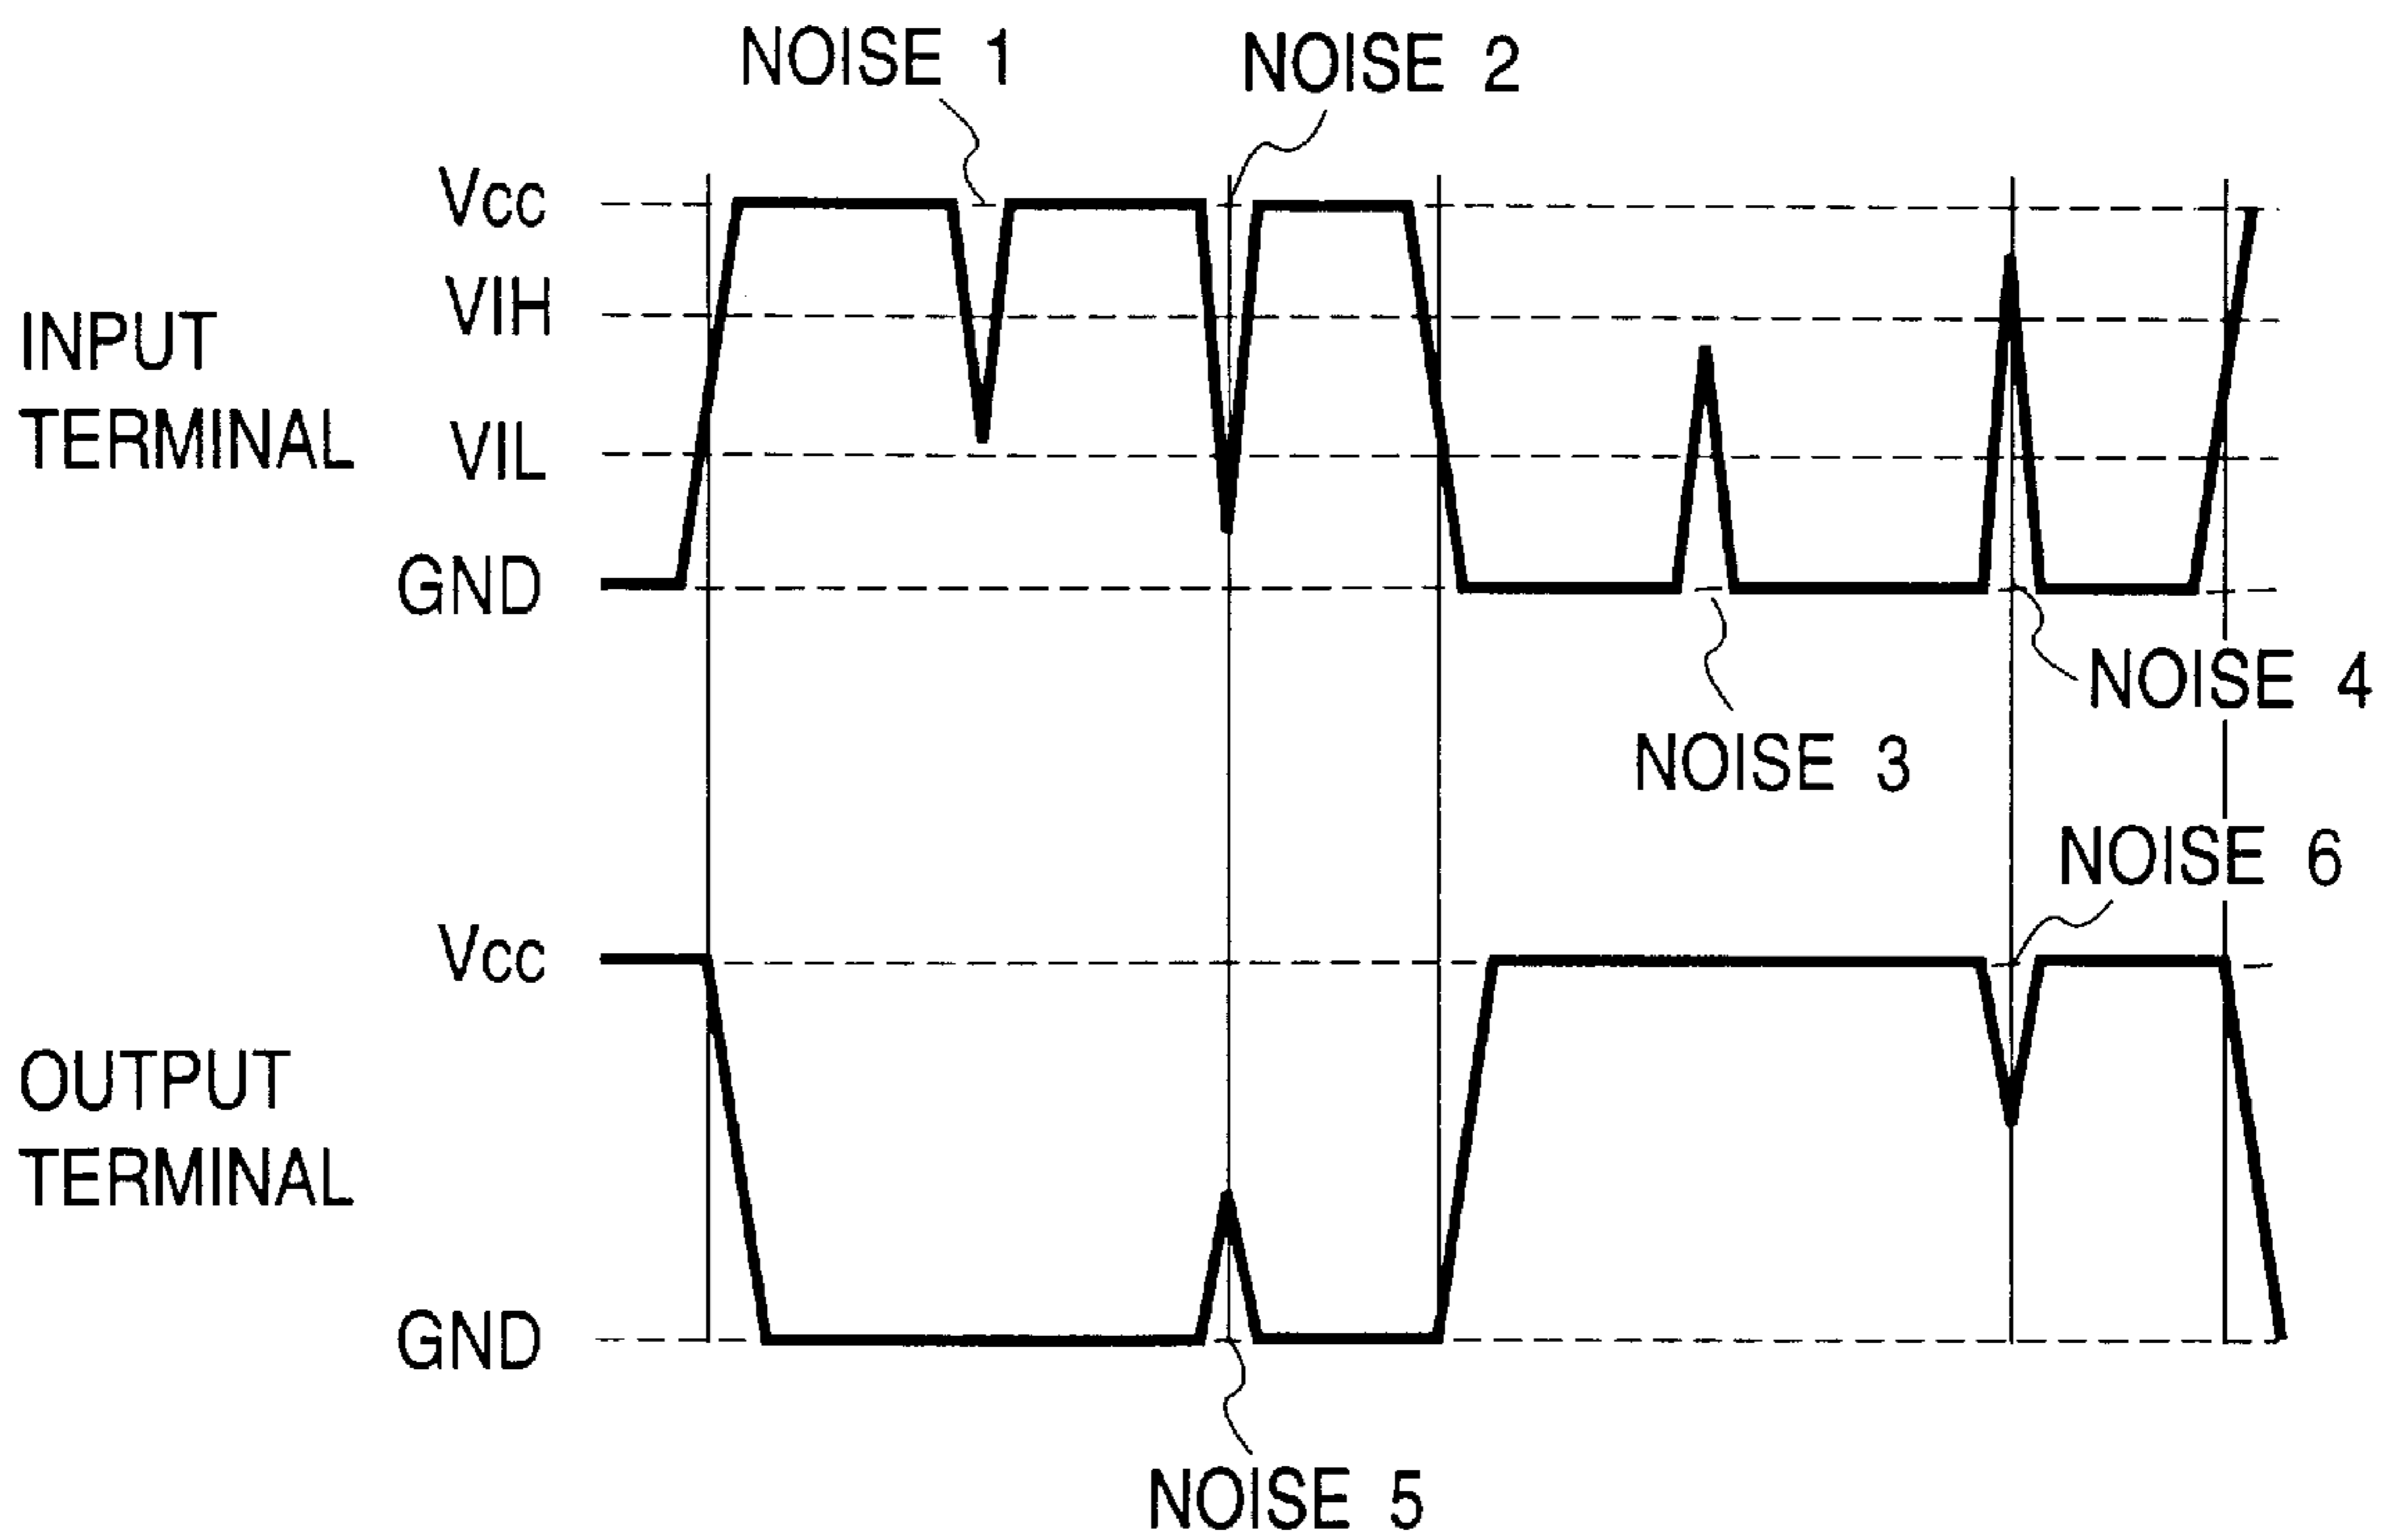 NOISE 1
NOISE 2
Vcc
VIH
INPUT
TERMINAL
VIL
GND
NOISE 4
NOISE 3
NOISE 6
Vcc
OUTPUT
TERMINAL
GND
NOISE 5